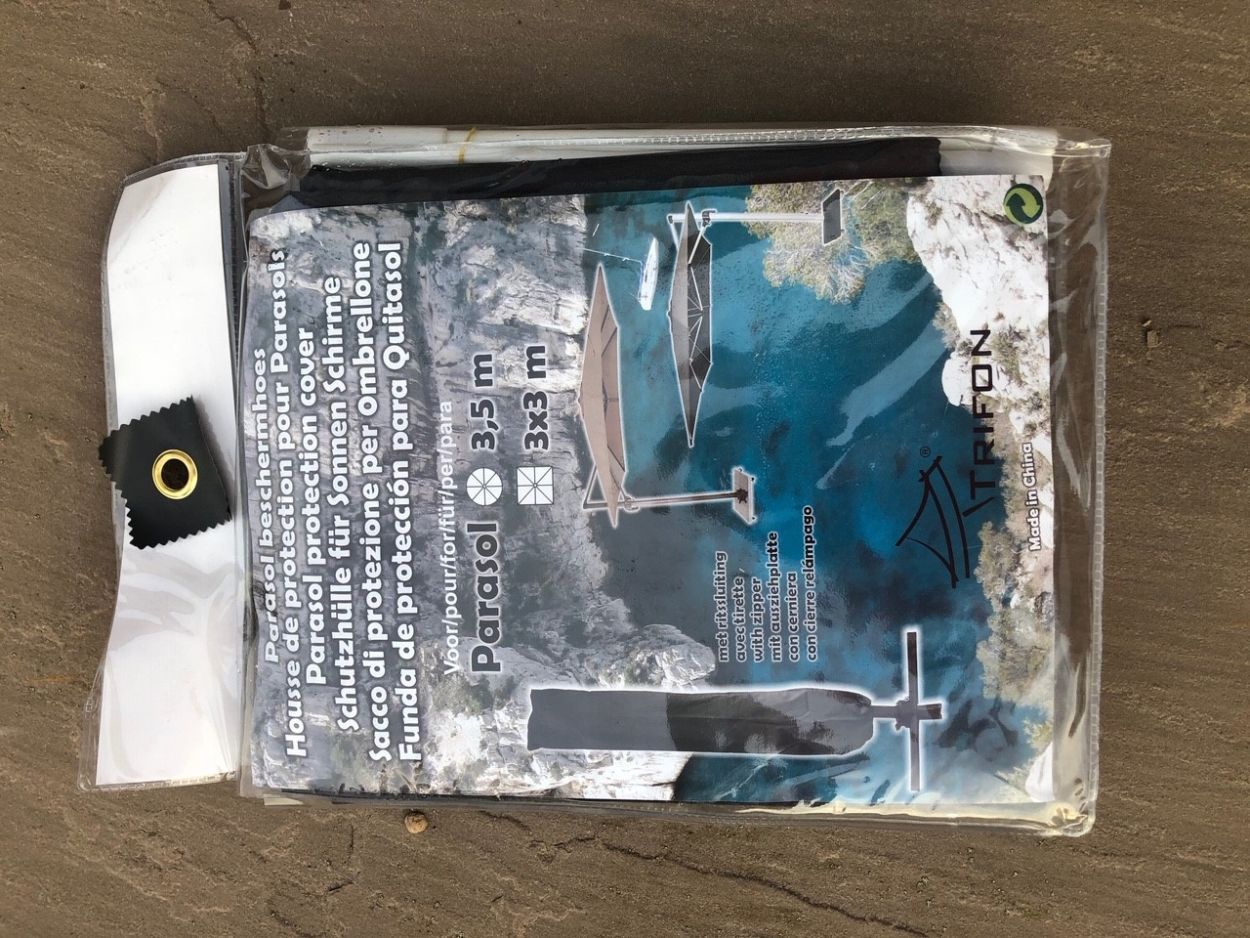 Parasol beschermhoes
Housse de protection pour Parasols
Parasol protection cover
Schutzhülle für Sonnen Schirme
Sacco di protezione per Ombrellone
Funda de protección para Quitasol
Voor/pour/for/für/per/para
Parasol 3,5 m
3x3 m
met ritssluiting
avec tirette
with zipper
mit ausziehplatte
con cerniera
con cierre relámpago
TRIFON®
Made in China